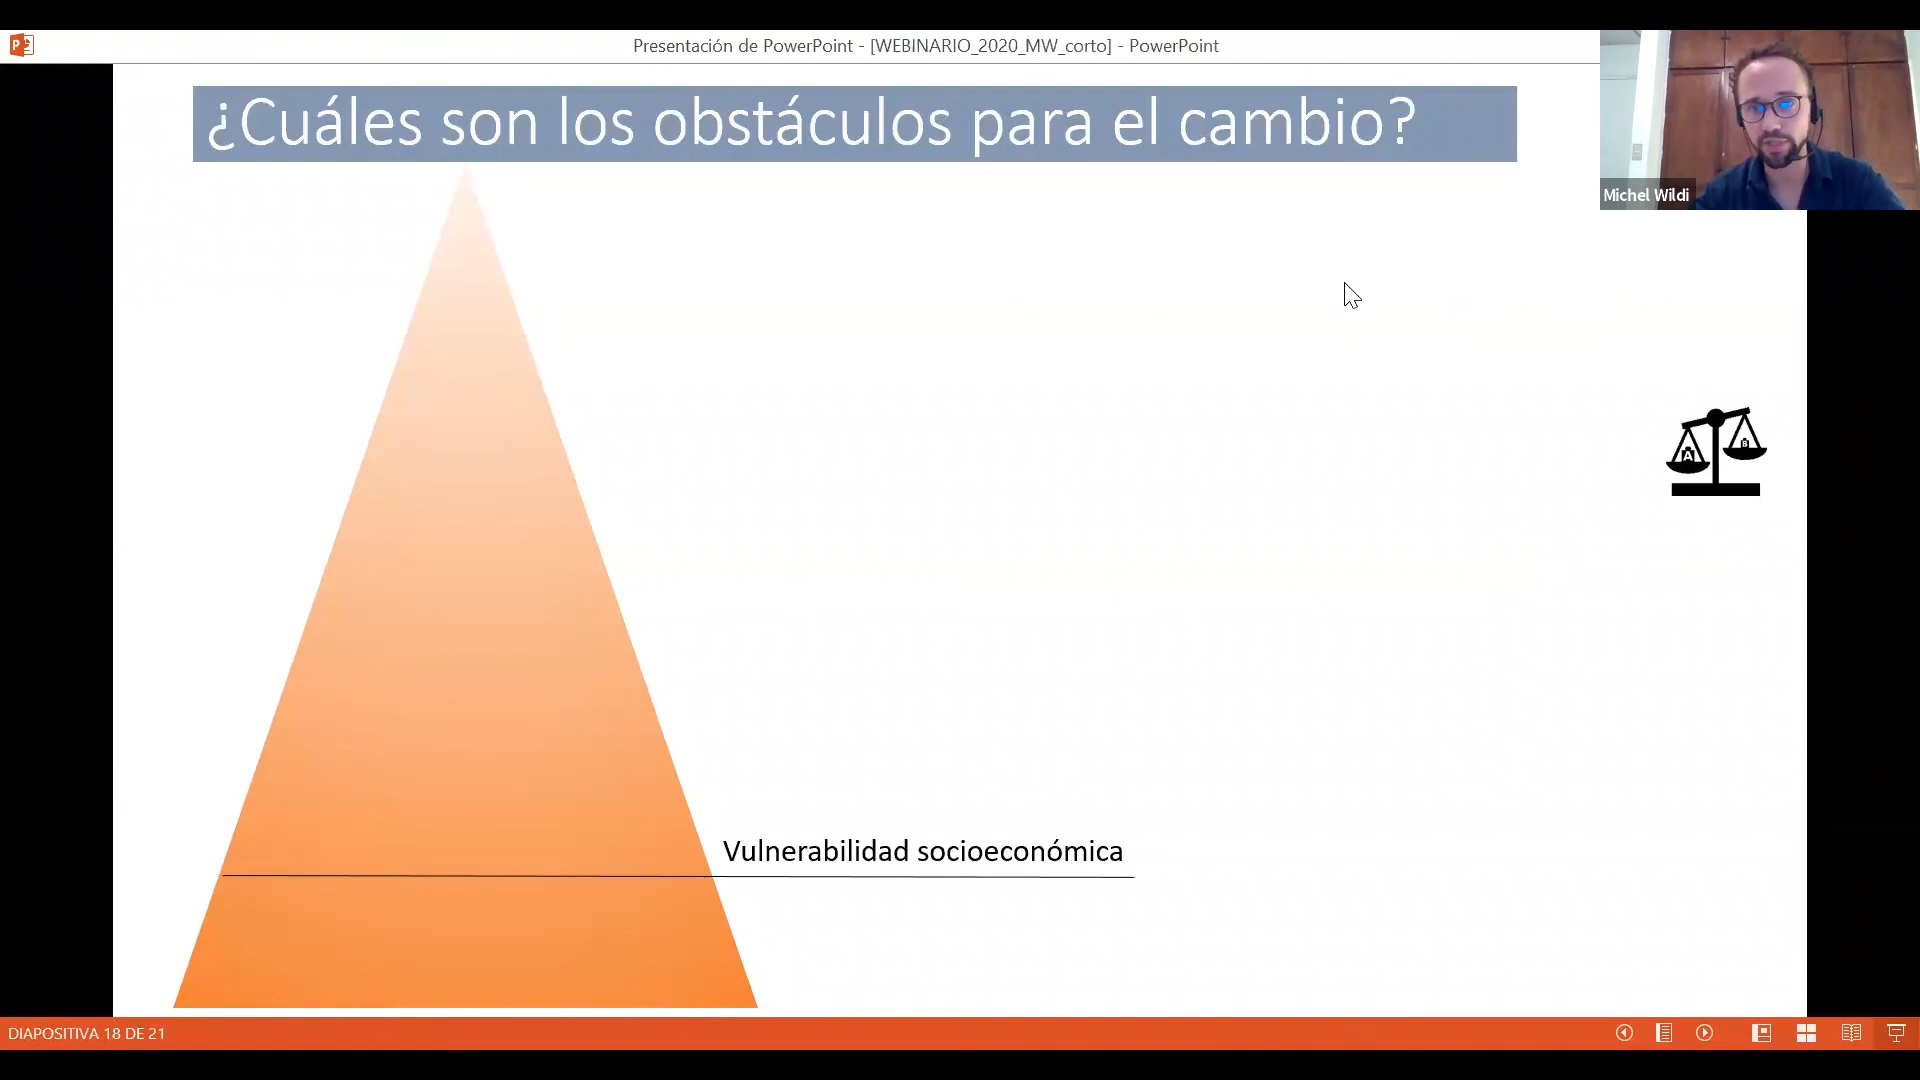 Presentación de PowerPoint - [WEBINARIO_2020_MW_corto] - PowerPoint
¿Cuáles son los obstáculos para el cambio?
Michel Wildi
A
B
Vulnerabilidad socioeconómica
DIAPOSITIVA 18 DE 21